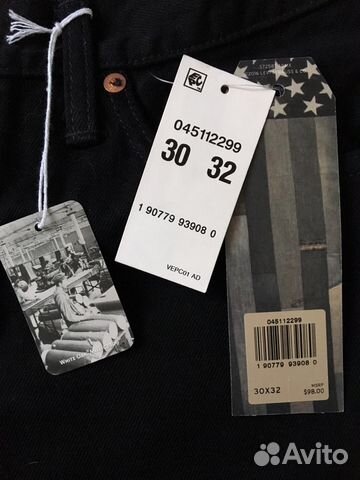 045112299
30 32
1 90779 93908 0
VEPC01 AD
WHITE
045112299
1 90779 93908 0
30X32
MSRP
$98.00
Avito